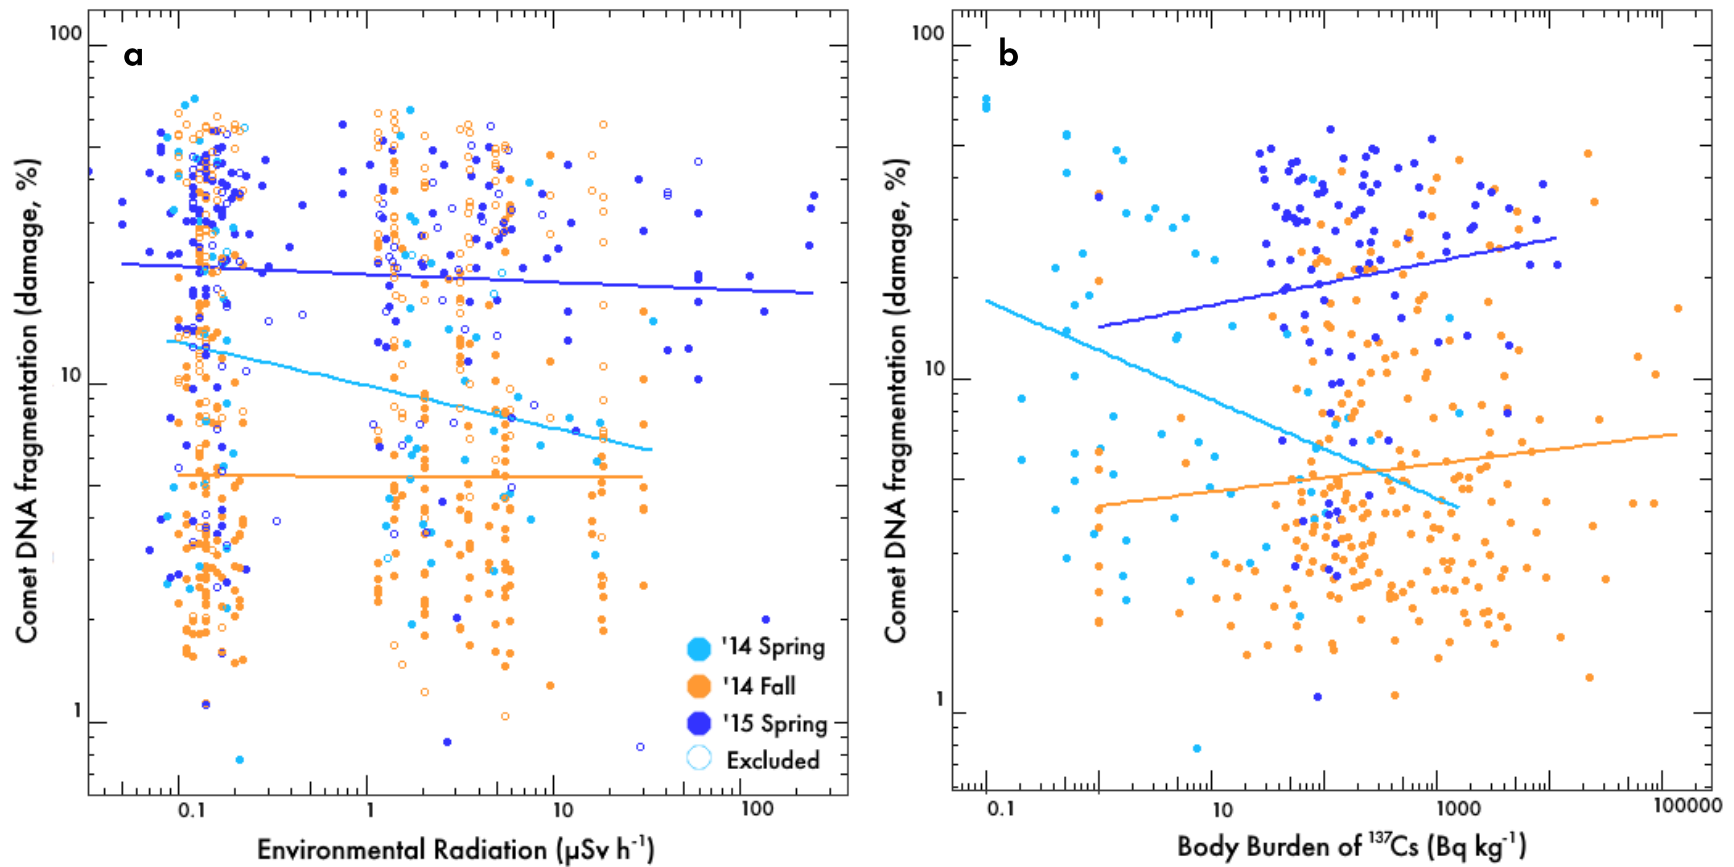 a
Comet DNA fragmentation (damage, %)
100
10
1
0.1
1
10
100
Environmental Radiation (μSv h⁻¹)
'14 Spring
'14 Fall
'15 Spring
Excluded
b
Comet DNA fragmentation (damage, %)
100
10
1
0.1
10
1000
100000
Body Burden of ¹³⁷Cs (Bq kg⁻¹)